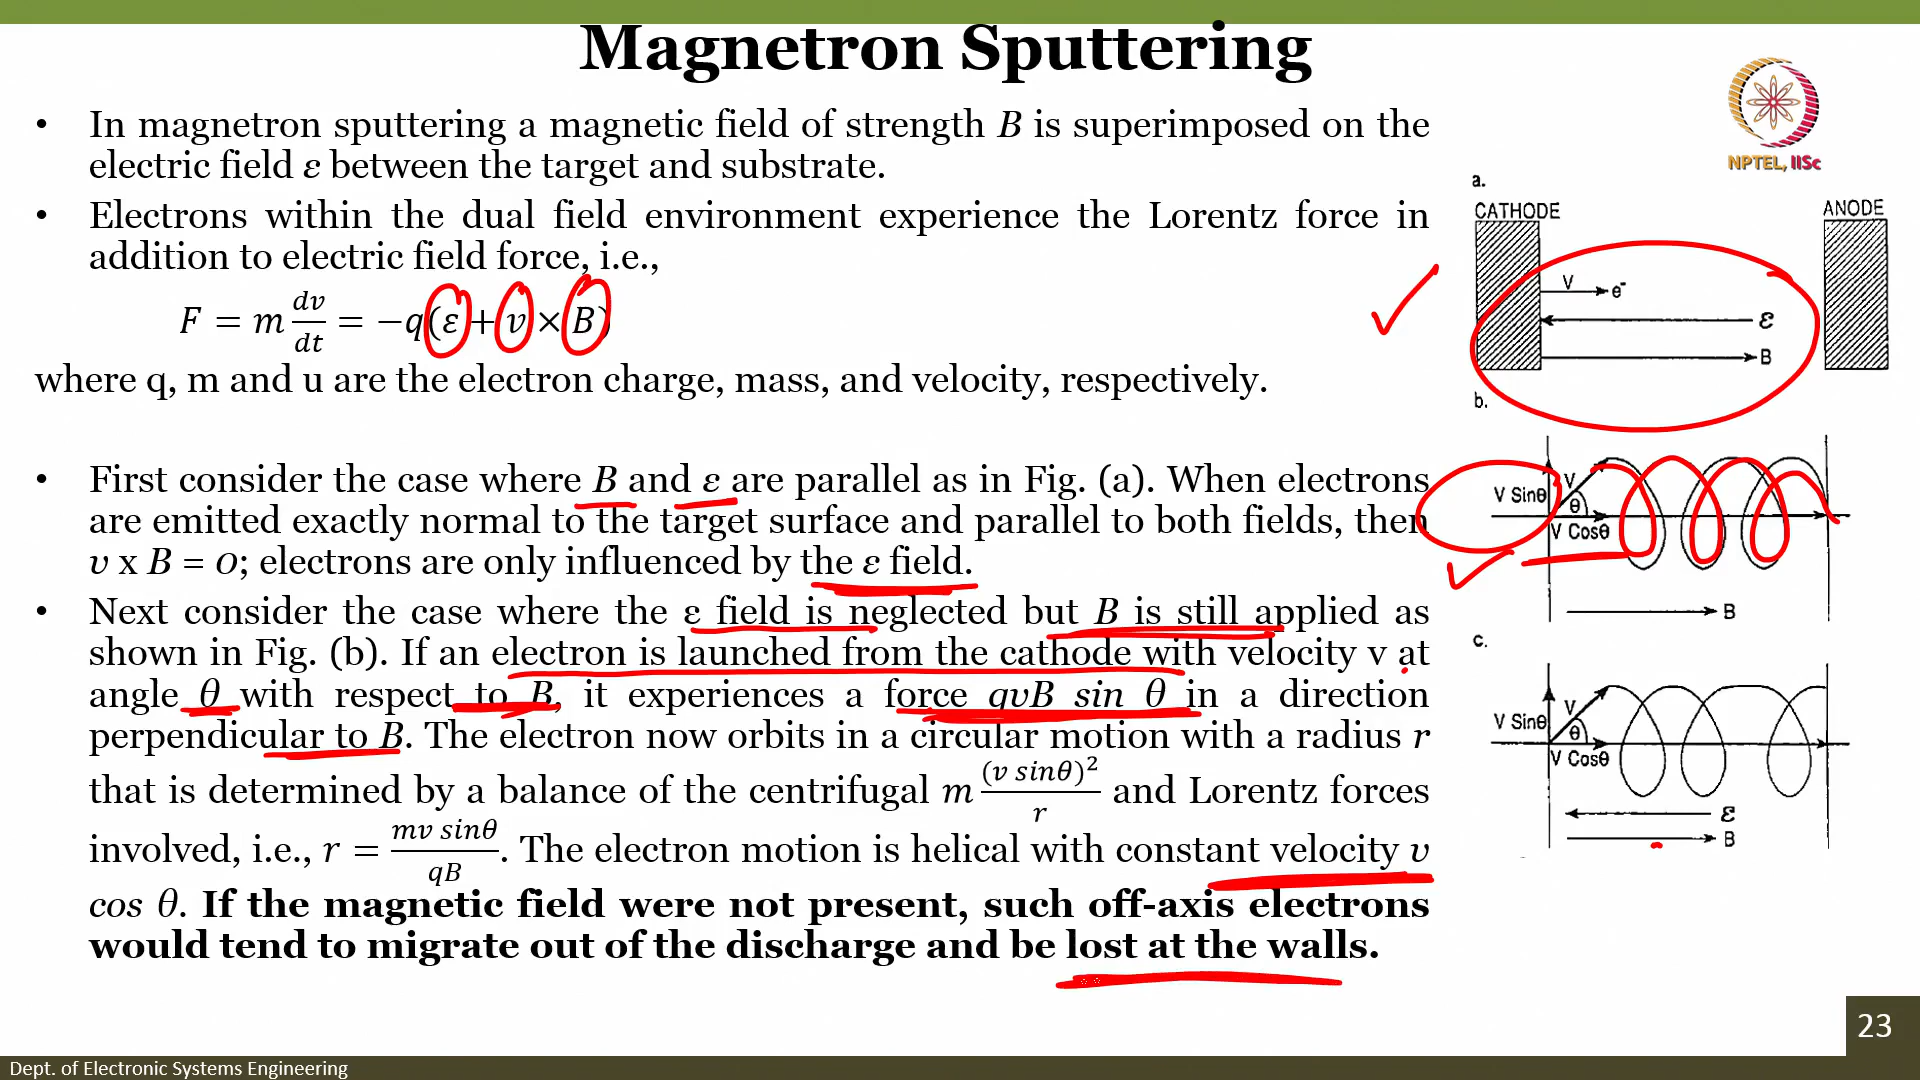 Magnetron Sputtering
NPTEL, IISc
• In magnetron sputtering a magnetic field of strength B is superimposed on the
electric field ε between the target and substrate.
• Electrons within the dual field environment experience the Lorentz force in
addition to electric field force, i.e.,
F = m dv/dt = −q(ε + v × B)
where q, m and u are the electron charge, mass, and velocity, respectively.
• First consider the case where B and ε are parallel as in Fig. (a). When electrons
are emitted exactly normal to the target surface and parallel to both fields, then
v x B = 0; electrons are only influenced by the ε field.
• Next consider the case where the ε field is neglected but B is still applied as
shown in Fig. (b). If an electron is launched from the cathode with velocity v at
angle θ with respect to B, it experiences a force qvB sin θ in a direction
perpendicular to B. The electron now orbits in a circular motion with a radius r
that is determined by a balance of the centrifugal m (v sinθ)²/r and Lorentz forces
involved, i.e., r = mv sinθ/qB. The electron motion is helical with constant velocity v
cos θ. If the magnetic field were not present, such off-axis electrons
would tend to migrate out of the discharge and be lost at the walls.
a.
CATHODE
ANODE
V
e⁻
ε
B
b.
V
V Sinθ
θ
V Cosθ
B
c.
V
V Sinθ
θ
V Cosθ
ε
B
23
Dept. of Electronic Systems Engineering